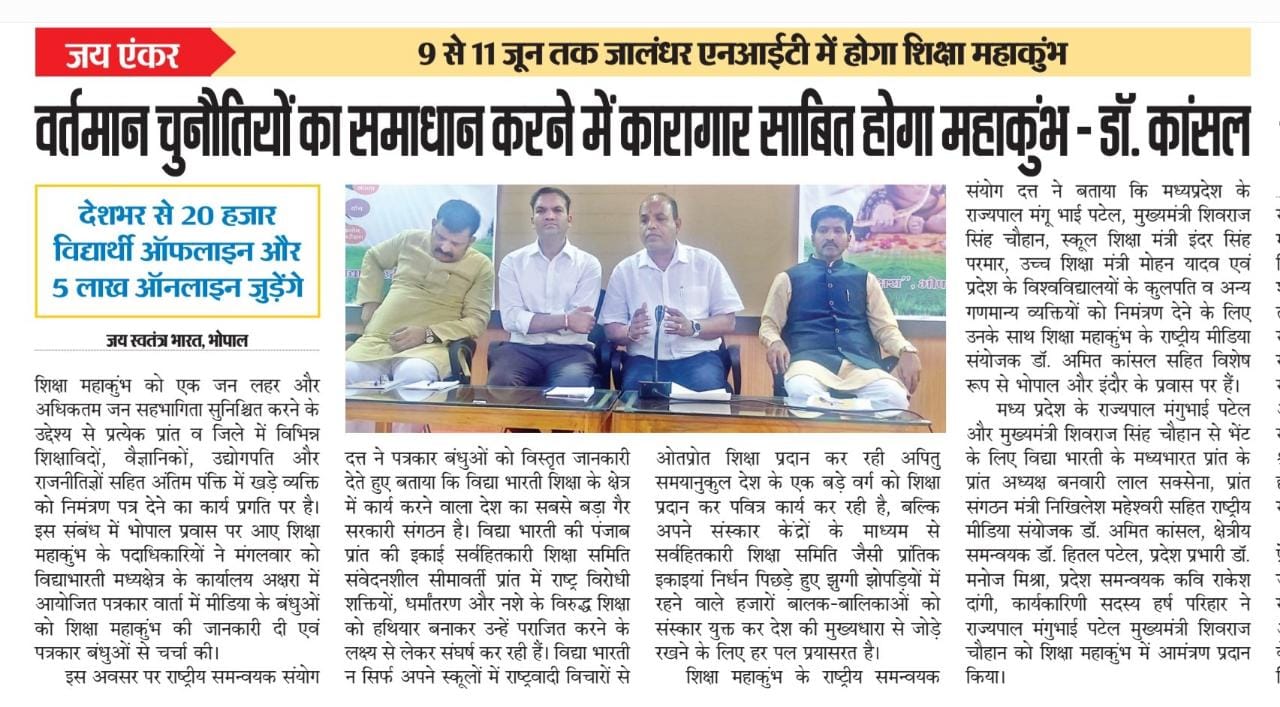 जय एंकर
9 से 11 जून तक जालंधर एनआईटी में होगा शिक्षा महाकुंभ
वर्तमान चुनौतियों का समाधान करने में कारागार साबित होगा महाकुंभ - डॉ. कांसल
देशभर से 20 हजार
विद्यार्थी ऑफलाइन और
5 लाख ऑनलाइन जुड़ेंगे
जय स्वतंत्र भारत, भोपाल
शिक्षा महाकुंभ को एक जन लहर और
अधिकतम जन सहभागिता सुनिश्चित करने के
उद्देश्य से प्रत्येक प्रांत व जिले में विभिन्न
शिक्षाविदों, वैज्ञानिकों, उद्योगपति और
राजनीतिज्ञों सहित अंतिम पंक्ति में खड़े व्यक्ति
को निमंत्रण पत्र देने का कार्य प्रगति पर है।
इस संबंध में भोपाल प्रवास पर आए शिक्षा
महाकुंभ के पदाधिकारियों ने मंगलवार को
विद्याभारती मध्यक्षेत्र के कार्यालय अक्षरा में
आयोजित पत्रकार वार्ता में मीडिया के बंधुओं
को शिक्षा महाकुंभ की जानकारी दी एवं
पत्रकार बंधुओं से चर्चा की।
इस अवसर पर राष्ट्रीय समन्वयक संयोग
दत्त ने पत्रकार बंधुओं को विस्तृत जानकारी
देते हुए बताया कि विद्या भारती शिक्षा के क्षेत्र
में कार्य करने वाला देश का सबसे बड़ा गैर
सरकारी संगठन है। विद्या भारती की पंजाब
प्रांत की इकाई सर्वहितकारी शिक्षा समिति
संवेदनशील सीमावर्ती प्रांत में राष्ट्र विरोधी
शक्तियों, धर्मांतरण और नशे के विरुद्ध शिक्षा
को हथियार बनाकर उन्हें पराजित करने के
लक्ष्य से लेकर संघर्ष कर रही हैं। विद्या भारती
न सिर्फ अपने स्कूलों में राष्ट्रवादी विचारों से
ओतप्रोत शिक्षा प्रदान कर रही अपितु
समयानुकुल देश के एक बड़े वर्ग को शिक्षा
प्रदान कर पवित्र कार्य कर रही है, बल्कि
अपने संस्कार केंद्रों के माध्यम से
सर्वहितकारी शिक्षा समिति जैसी प्रांतिक
इकाइयां निर्धन पिछड़े हुए झुग्गी झोपड़ियों में
रहने वाले हजारों बालक-बालिकाओं को
संस्कार युक्त कर देश की मुख्यधारा से जोड़े
रखने के लिए हर पल प्रयासरत है।
शिक्षा महाकुंभ के राष्ट्रीय समन्वयक
संयोग दत्त ने बताया कि मध्यप्रदेश के
राज्यपाल मंगू भाई पटेल, मुख्यमंत्री शिवराज
सिंह चौहान, स्कूल शिक्षा मंत्री इंदर सिंह
परमार, उच्च शिक्षा मंत्री मोहन यादव एवं
प्रदेश के विश्वविद्यालयों के कुलपति व अन्य
गणमान्य व्यक्तियों को निमंत्रण देने के लिए
उनके साथ शिक्षा महाकुंभ के राष्ट्रीय मीडिया
संयोजक डॉ. अमित कांसल सहित विशेष
रूप से भोपाल और इंदौर के प्रवास पर हैं।
मध्य प्रदेश के राज्यपाल मंगुभाई पटेल
और मुख्यमंत्री शिवराज सिंह चौहान से भेंट
के लिए विद्या भारती के मध्यभारत प्रांत के
प्रांत अध्यक्ष बनवारी लाल सक्सेना, प्रांत
संगठन मंत्री निखिलेश महेश्वरी सहित राष्ट्रीय
मीडिया संयोजक डॉ. अमित कांसल, क्षेत्रीय
समन्वयक डॉ. हितल पटेल, प्रदेश प्रभारी डॉ.
मनोज मिश्रा, प्रदेश समन्वयक कवि राकेश
दांगी, कार्यकारिणी सदस्य हर्ष परिहार ने
राज्यपाल मंगुभाई पटेल मुख्यमंत्री शिवराज
चौहान को शिक्षा महाकुंभ में आमंत्रण प्रदान
किया।